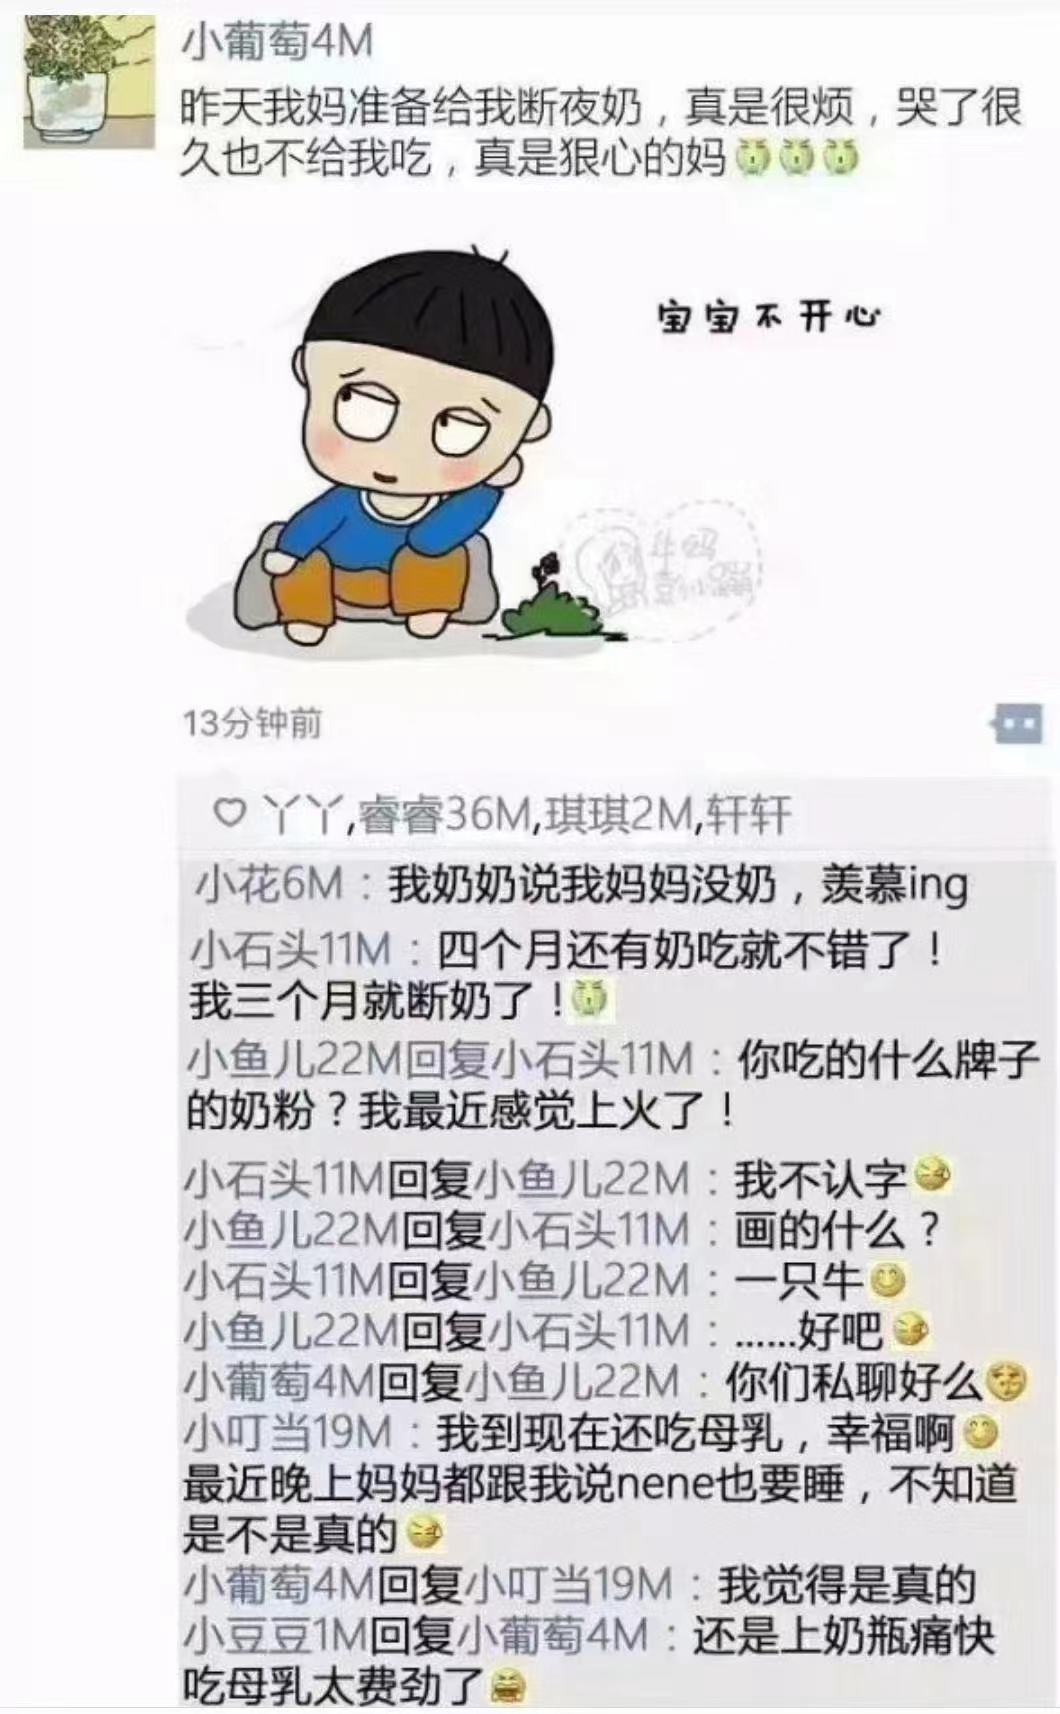 小葡萄4M
昨天我妈准备给我断夜奶，真是很烦，哭了很
久也不给我吃，真是狠心的妈
宝宝不开心
13分钟前
丫丫,睿睿36M,琪琪2M,轩轩
小花6M：我奶奶说我妈妈没奶，羡慕ing
小石头11M：四个月还有奶吃就不错了！
我三个月就断奶了！
小鱼儿22M回复小石头11M：你吃的什么牌子
的奶粉？我最近感觉上火了！
小石头11M回复小鱼儿22M：我不认字
小鱼儿22M回复小石头11M：画的什么？
小石头11M回复小鱼儿22M：一只牛
小鱼儿22M回复小石头11M：......好吧
小葡萄4M回复小鱼儿22M：你们私聊好么
小叮当19M：我到现在还吃母乳，幸福啊
最近晚上妈妈都跟我说nene也要睡，不知道
是不是真的
小葡萄4M回复小叮当19M：我觉得是真的
小豆豆1M回复小葡萄4M：还是上奶瓶痛快
吃母乳太费劲了